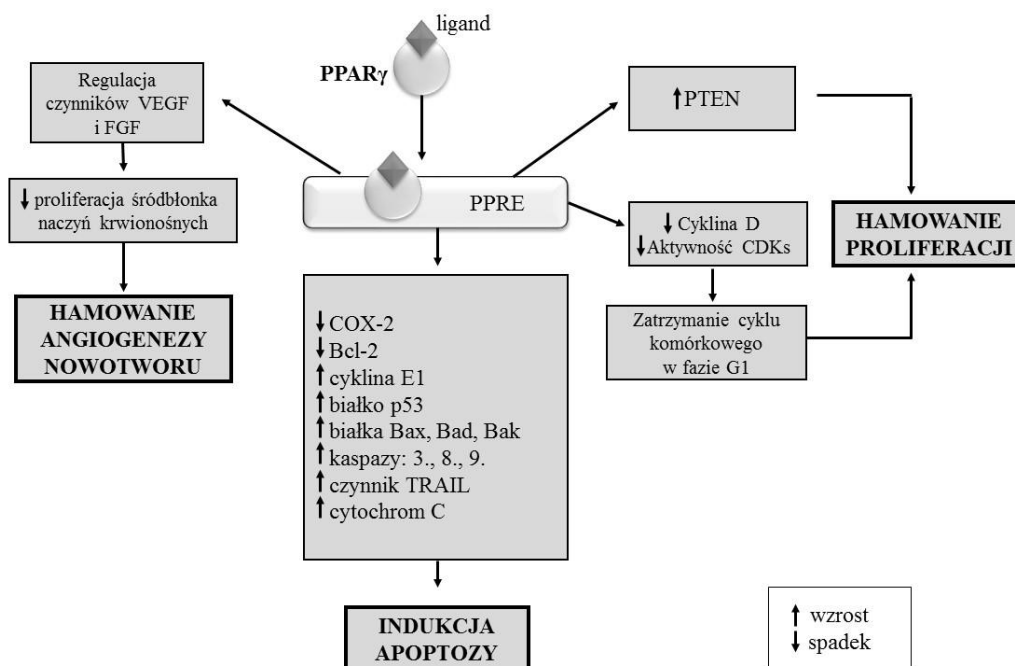 ligand
PPARγ
Regulacja
czynników VEGF
i FGF
↑PTEN
↓ proliferacja śródbłonka
naczyń krwionośnych
PPRE
↓ Cyklina D
↓Aktywność CDKs
HAMOWANIE
PROLIFERACJI
HAMOWANIE
ANGIOGENEZY
NOWOTWORU
Zatrzymanie cyklu
komórkowego
w fazie G1
↓ COX-2
↓ Bcl-2
↑ cyklina E1
↑ białko p53
↑ białka Bax, Bad, Bak
↑ kaspazy: 3., 8., 9.
↑ czynnik TRAIL
↑ cytochrom C
INDUKCJA
APOPTOZY
↑ wzrost
↓ spadek